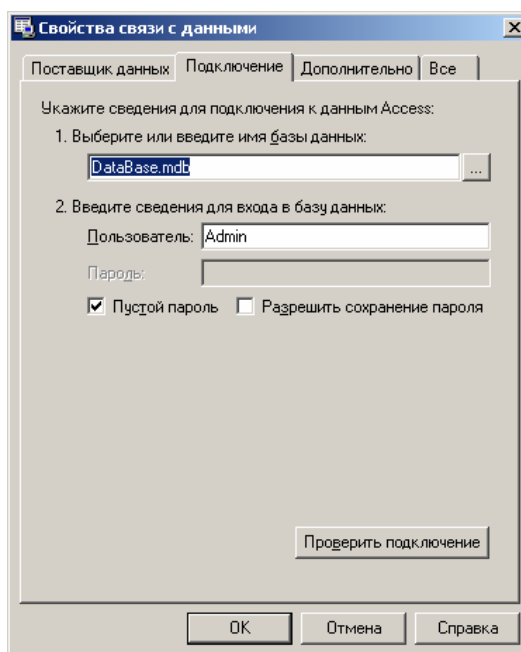 Свойства связи с данными
Поставщик данных Подключение Дополнительно Все
Укажите сведения для подключения к данным Access:
1. Выберите или введите имя базы данных:
DataBase.mdb ...
2. Введите сведения для входа в базу данных:
Пользователь: Admin
Пароль:
Пустой пароль Разрешить сохранение пароля
Проверить подключение
OK Отмена Справка